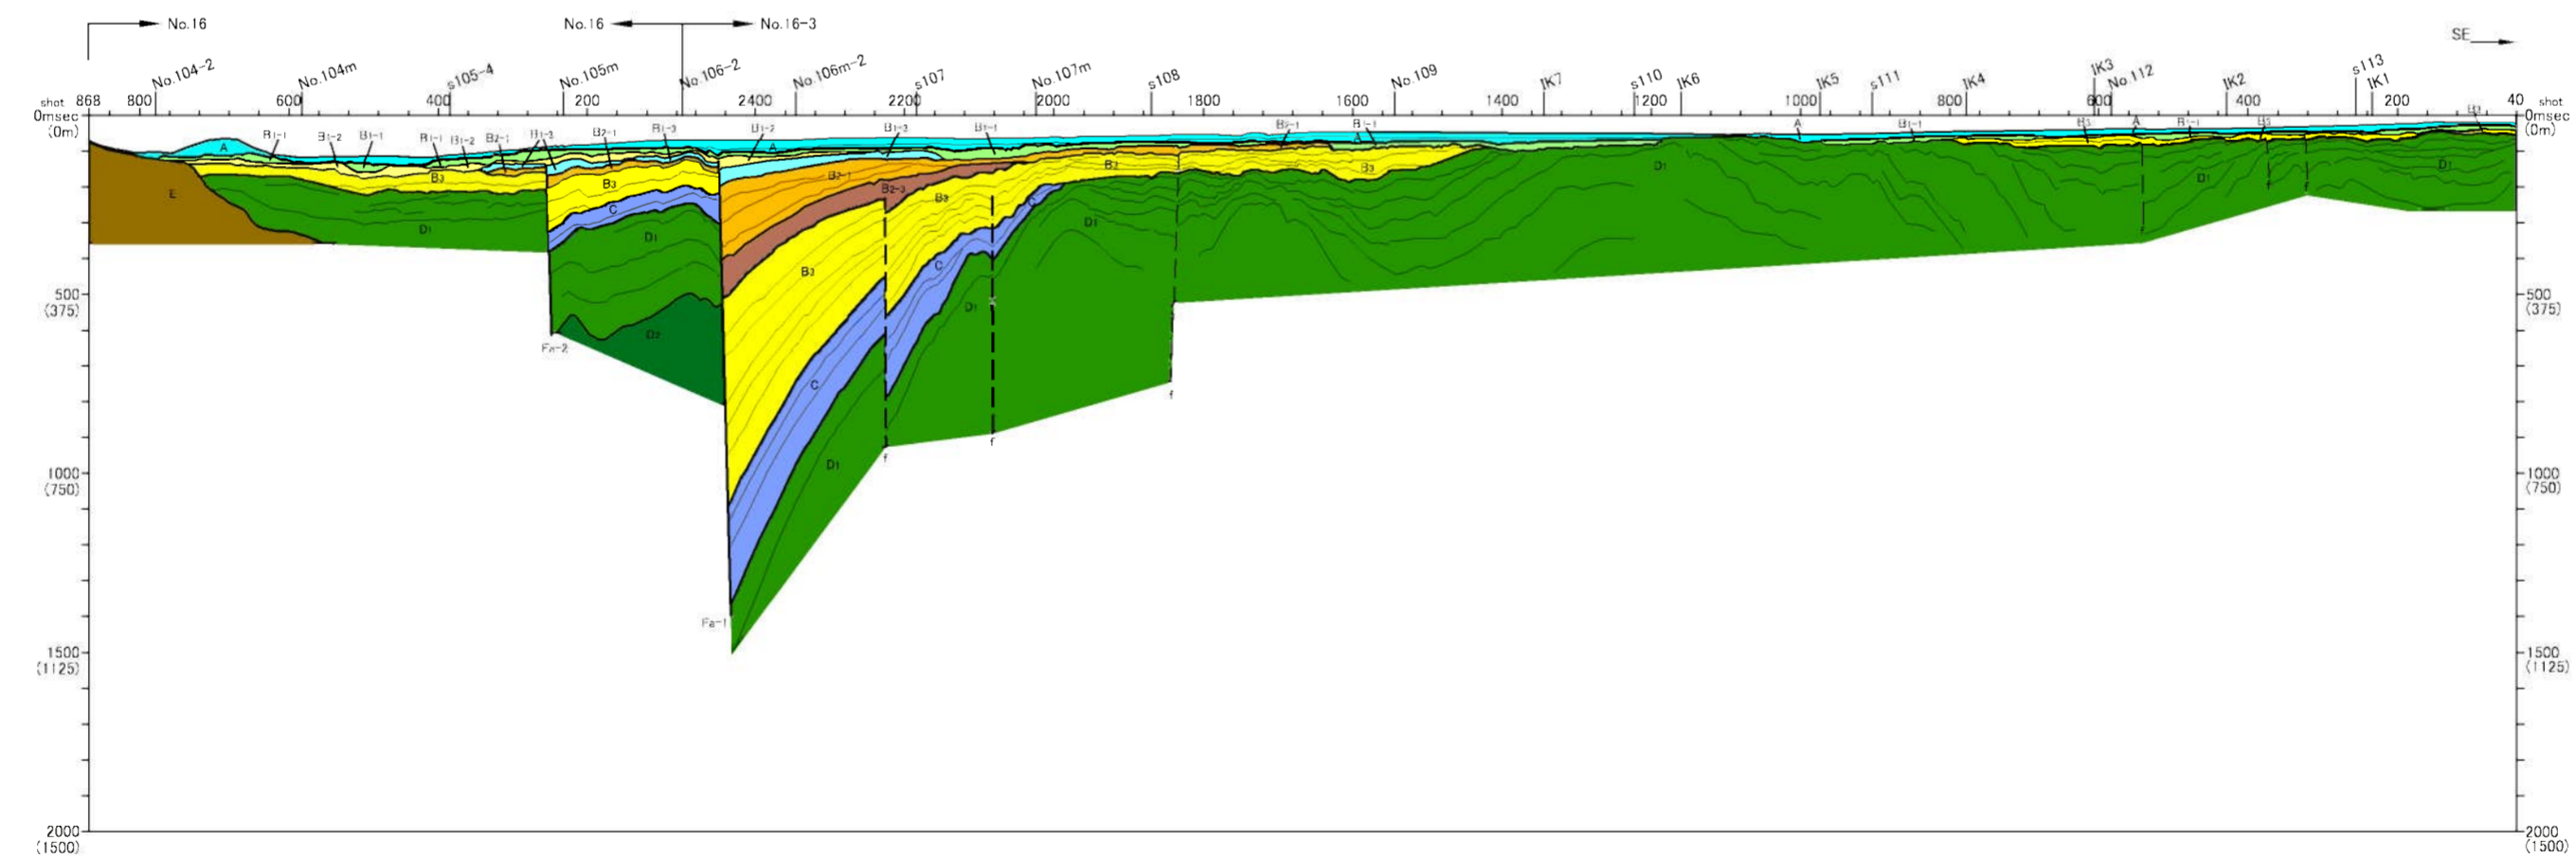 No.16
No.16
No.16-3
SE
No.104-2
No.104m
s105-4
No.105m
No.106-2
No.106m-2
s107
No.107m
s108
No.109
IK7
s110
IK6
IK5
s111
IK4
IK3
No.112
IK2
s113
IK1
shot 868 800 600 400 200 2400 2200 2000 1800 1600 1400 1200 1000 800 600 400 200 40 shot
0msec
(0m)
0msec
(0m)
B1-1 B1-2 B1-1 B1-1 B1-2 B2-1 B1-3 B2-1 B1-3 B1-2 B1-3 B1-1 B2-1 B1-1 A B1-1 B3 A B1-1 B3 B3
A A A
E B3 B3 B2-1 B2-3 B3 B3 B3 D1 D1 D1
D1 C D1 C D1
B3 C D1
D2
C
D1
500
(375)
500
(375)
Fa-2
f f f f f
1000
(750)
1000
(750)
Fa-1
1500
(1125)
1500
(1125)
2000
(1500)
2000
(1500)